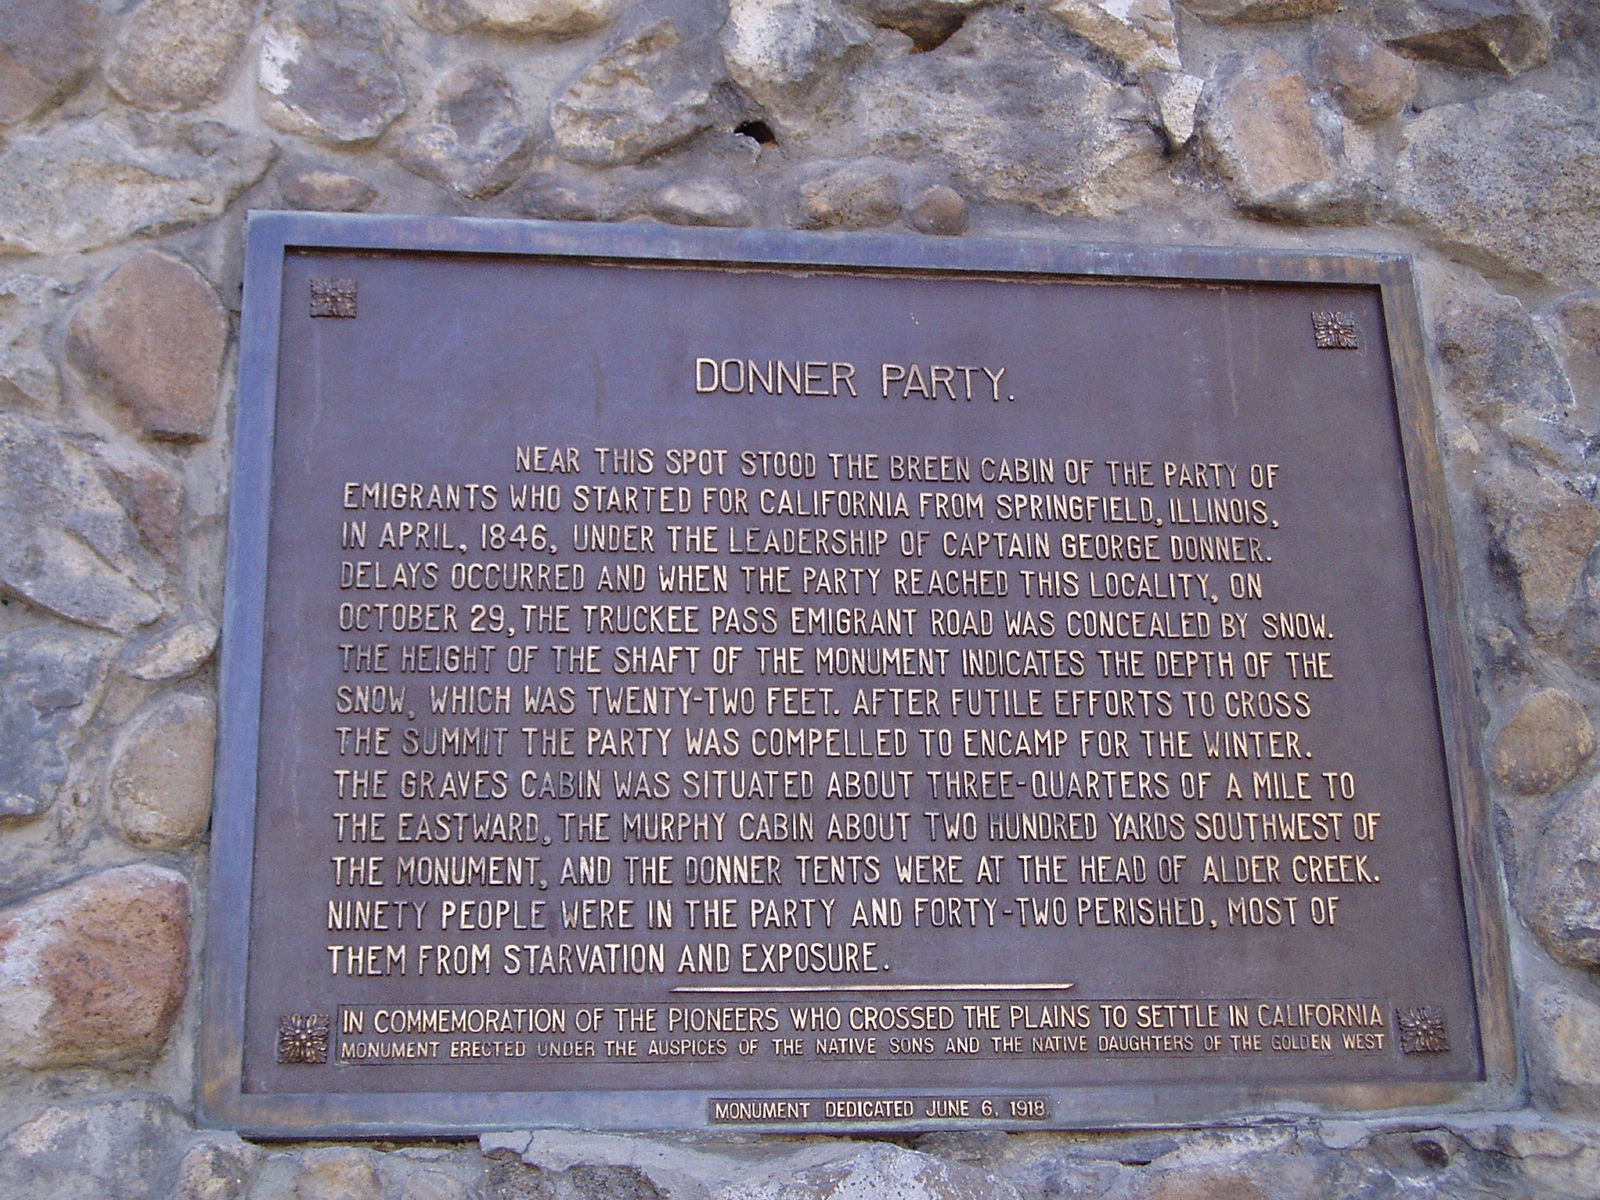 DONNER PARTY.
NEAR THIS SPOT STOOD THE BREEN CABIN OF THE PARTY OF
EMIGRANTS WHO STARTED FOR CALIFORNIA FROM SPRINGFIELD, ILLINOIS,
IN APRIL, 1846, UNDER THE LEADERSHIP OF CAPTAIN GEORGE DONNER.
DELAYS OCCURRED AND WHEN THE PARTY REACHED THIS LOCALITY, ON
OCTOBER 29, THE TRUCKEE PASS EMIGRANT ROAD WAS CONCEALED BY SNOW.
THE HEIGHT OF THE SHAFT OF THE MONUMENT INDICATES THE DEPTH OF THE
SNOW, WHICH WAS TWENTY-TWO FEET. AFTER FUTILE EFFORTS TO CROSS
THE SUMMIT THE PARTY WAS COMPELLED TO ENCAMP FOR THE WINTER.
THE GRAVES CABIN WAS SITUATED ABOUT THREE-QUARTERS OF A MILE TO
THE EASTWARD, THE MURPHY CABIN ABOUT TWO HUNDRED YARDS SOUTHWEST OF
THE MONUMENT, AND THE DONNER TENTS WERE AT THE HEAD OF ALDER CREEK.
NINETY PEOPLE WERE IN THE PARTY AND FORTY-TWO PERISHED, MOST OF
THEM FROM STARVATION AND EXPOSURE.
IN COMMEMORATION OF THE PIONEERS WHO CROSSED THE PLAINS TO SETTLE IN CALIFORNIA
MONUMENT ERECTED UNDER THE AUSPICES OF THE NATIVE SONS AND THE NATIVE DAUGHTERS OF THE GOLDEN WEST
MONUMENT DEDICATED JUNE 6, 1918